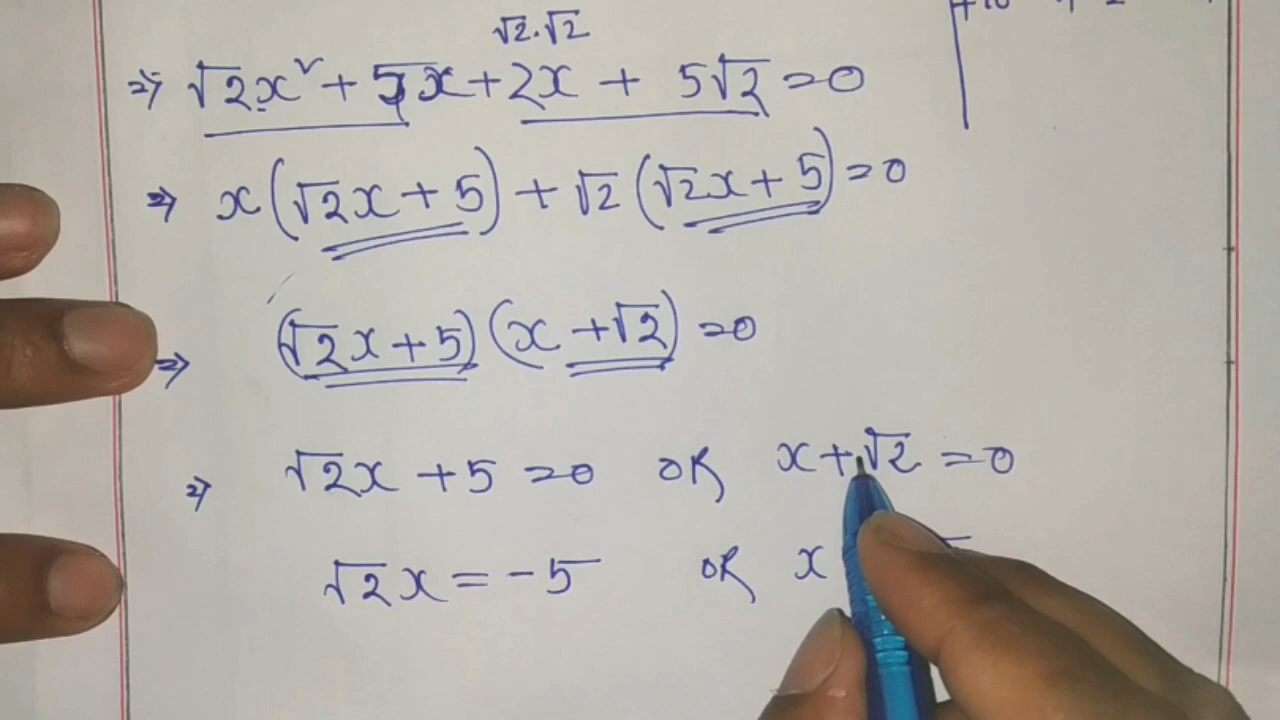 √2·√2
⇒ √2x² + 5x + 2x + 5√2 = 0
⇒ x(√2x + 5) + √2(√2x + 5) = 0
⇒ (√2x + 5)(x + √2) = 0
⇒ √2x + 5 = 0 OR x + √2 = 0
√2x = -5 OR x